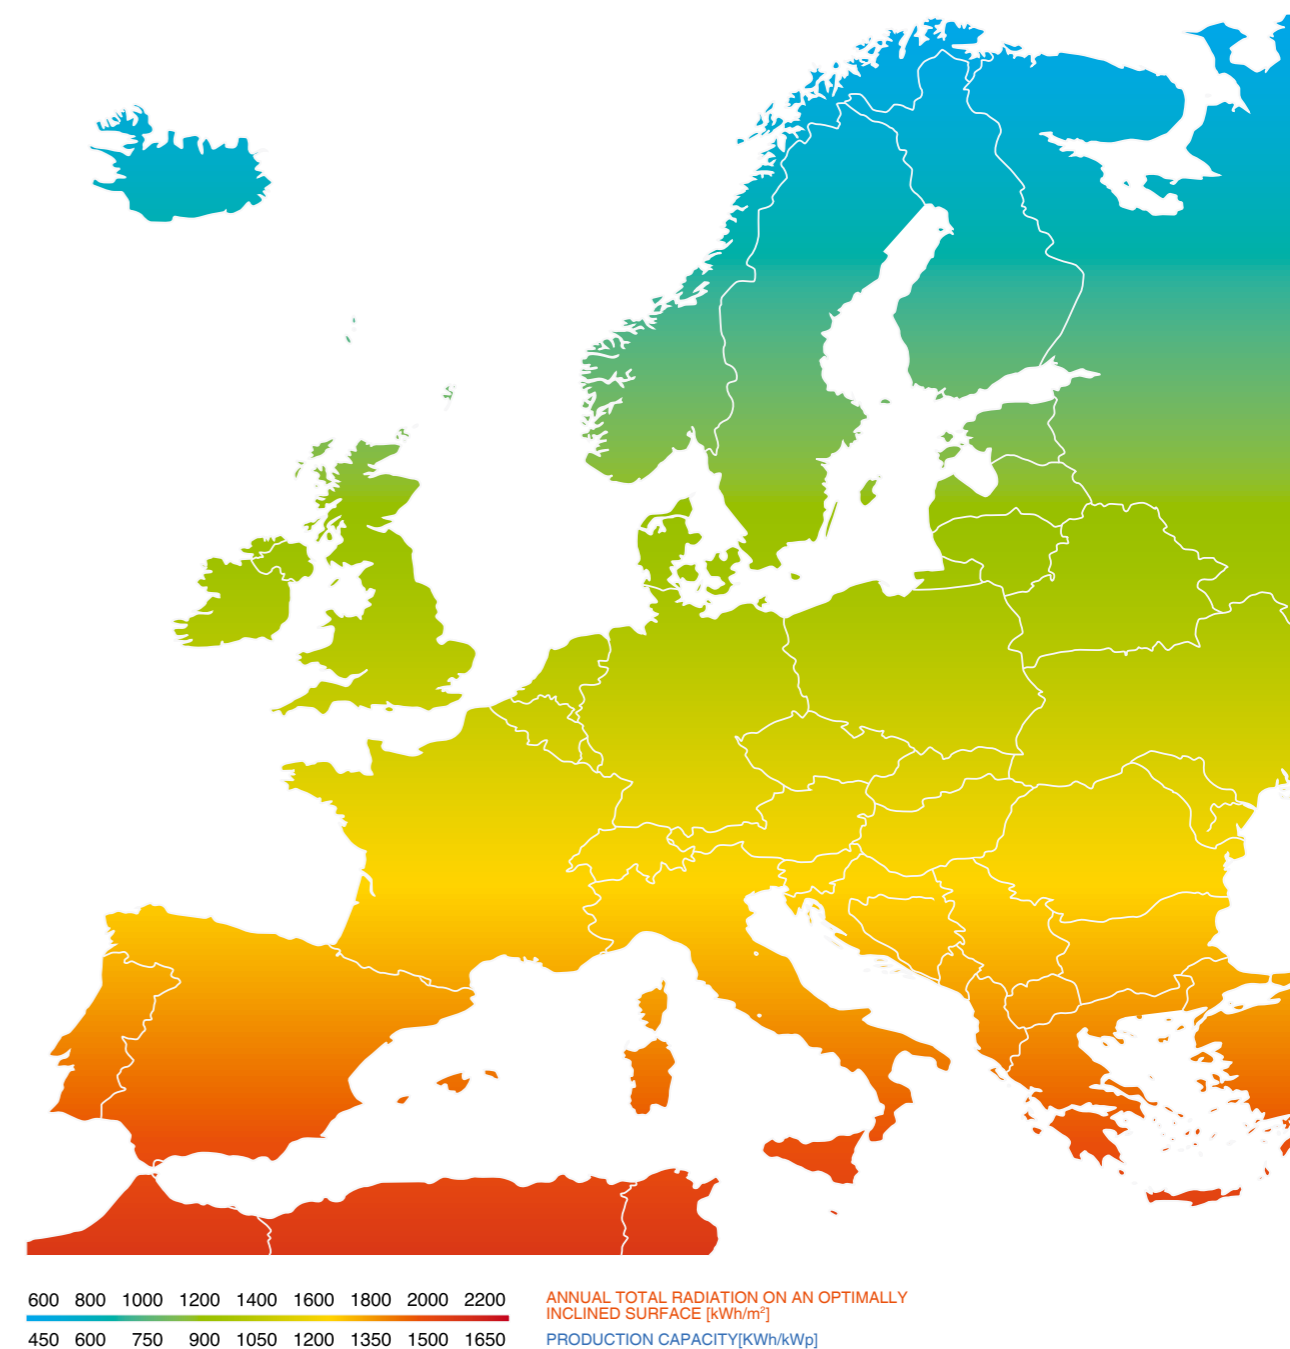 600 800 1000 1200 1400 1600 1800 2000 2200
450 600 750 900 1050 1200 1350 1500 1650
ANNUAL TOTAL RADIATION ON AN OPTIMALLY
INCLINED SURFACE [kWh/m²]
PRODUCTION CAPACITY[KWh/kWp]